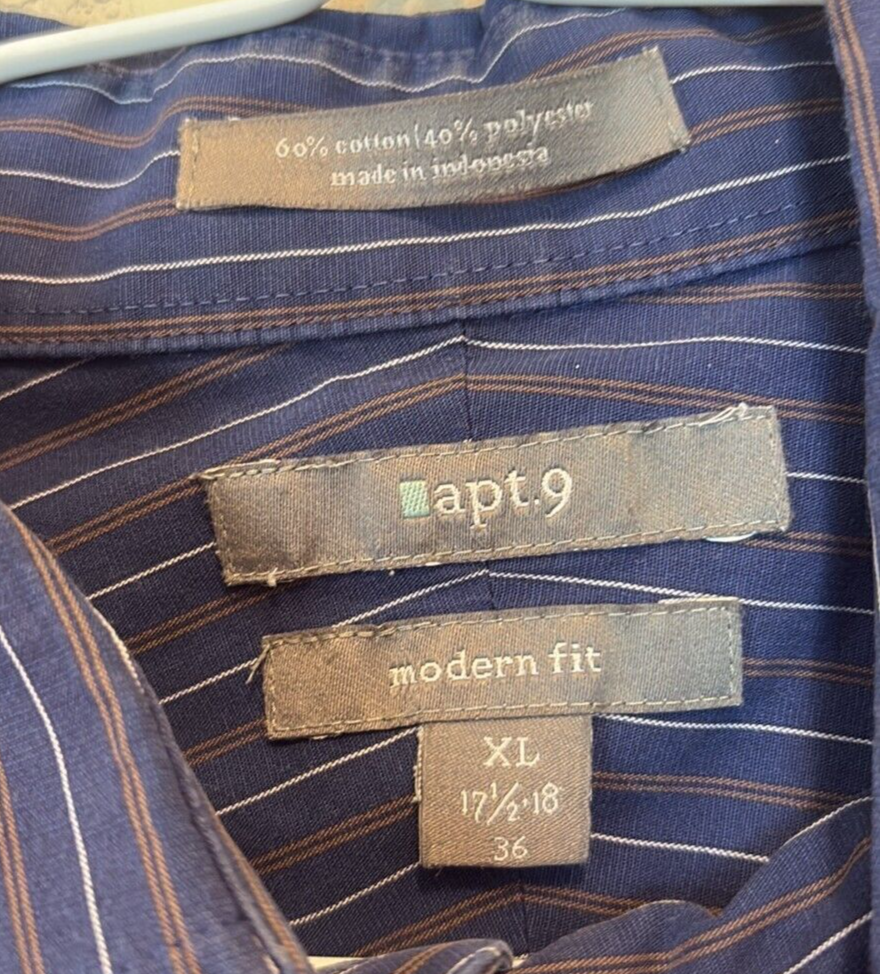 60% cotton|40% polyester
made in indonesia
apt.9
modern fit
XL
17½·18
36